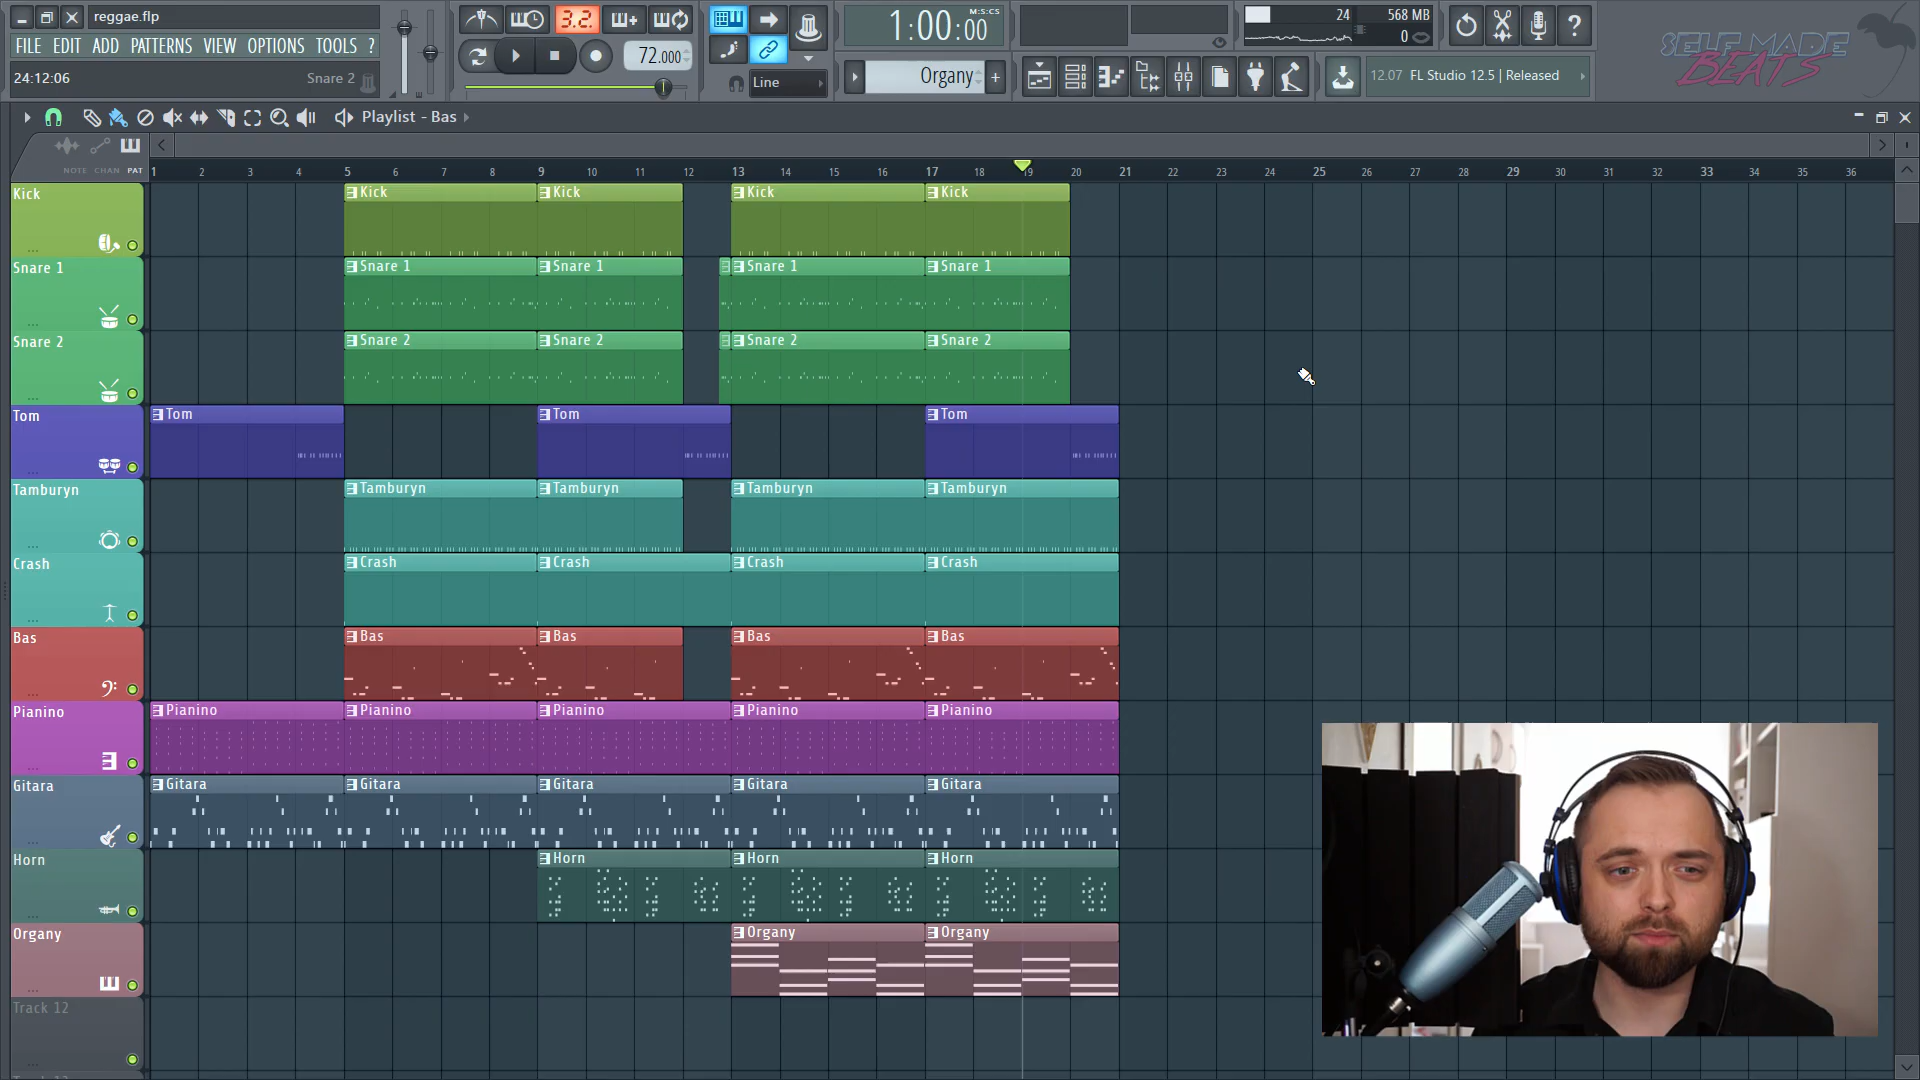 reggae.flp
FILE EDIT ADD PATTERNS VIEW OPTIONS TOOLS ?
24:12:06 Snare 2
3.2.
72.000
Line
1:00:00
M:S:CS
Organy
24
568 MB
0
12.07 FL Studio 12.5 | Released
SELF MADE
BEATS
Playlist - Bas
NOTE CHAN PAT
1 2 3 4 5 6 7 8 9 10 11 12 13 14 15 16 17 18 19 20 21 22 23 24 25 26 27 28 29 30 31 32 33 34 35 36
Kick Kick Kick Kick Kick
Snare 1 Snare 1 Snare 1 Snare 1 Snare 1
Snare 2 Snare 2 Snare 2 Snare 2 Snare 2
Tom Tom Tom Tom
Tamburyn Tamburyn Tamburyn Tamburyn Tamburyn
Crash Crash Crash Crash Crash
Bas Bas Bas Bas Bas
Pianino Pianino Pianino Pianino Pianino Pianino
Gitara Gitara Gitara Gitara Gitara Gitara
Horn Horn Horn Horn
Organy Organy Organy
Track 12